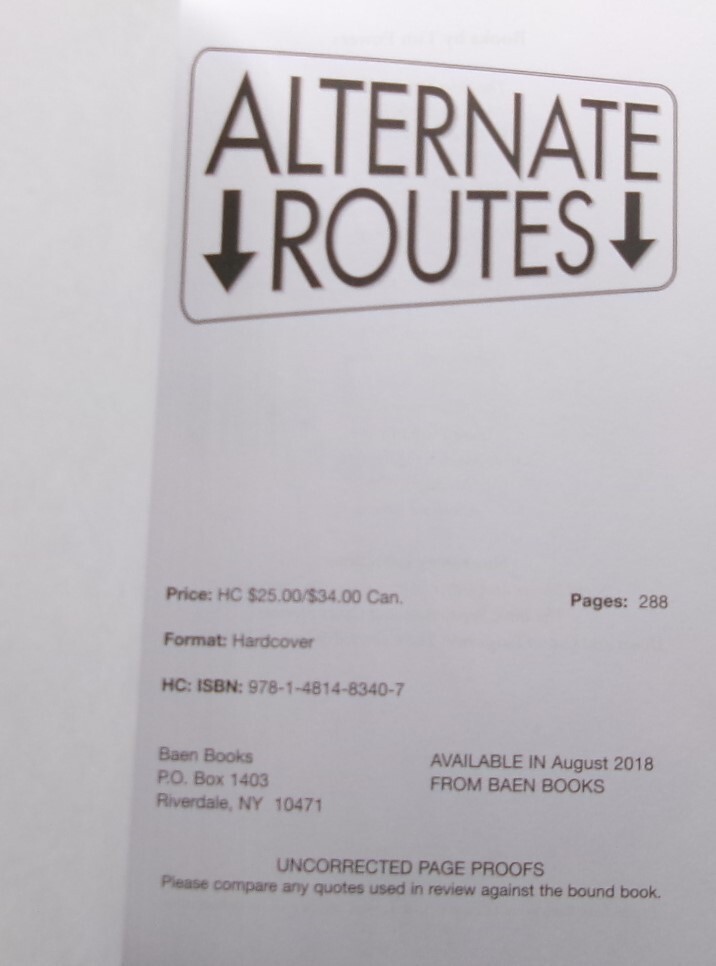 ALTERNATE
ROUTES
Price: HC $25.00/$34.00 Can.
Pages: 288
Format: Hardcover
HC: ISBN: 978-1-4814-8340-7
Baen Books
P.O. Box 1403
Riverdale, NY 10471
AVAILABLE IN August 2018
FROM BAEN BOOKS
UNCORRECTED PAGE PROOFS
Please compare any quotes used in review against the bound book.